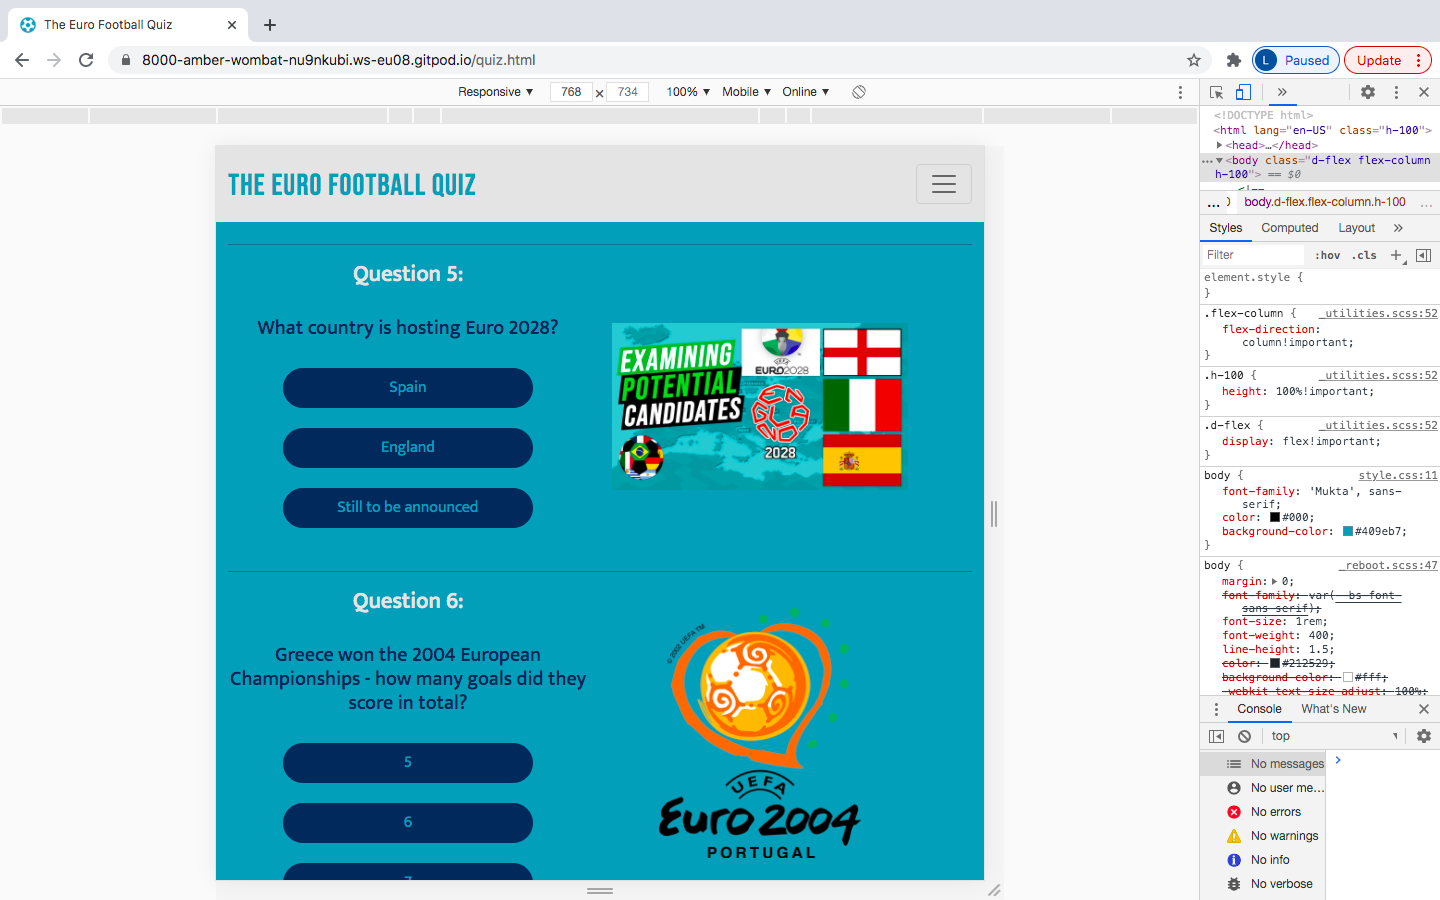 The Euro Football Quiz
8000-amber-wombat-nu9nkubi.ws-eu08.gitpod.io/quiz.html
L Paused
Update
Responsive ▼ 768 × 734 100% ▼ Mobile ▼ Online ▼
THE EURO FOOTBALL QUIZ
Question 5:
What country is hosting Euro 2028?
Spain
England
Still to be announced
EXAMINING
POTENTIAL
CANDIDATES
UEFA
EURO2028
ENGLAND
2028
Question 6:
Greece won the 2004 European
Championships - how many goals did they
score in total?
5
6
7
© 2002 UEFA TM
UEFA
Euro 2004
PORTUGAL
<!DOCTYPE html>
<html lang="en-US" class="h-100">
<head>…</head>
<body class="d-flex flex-column
h-100"> == $0
<!--
… body.d-flex.flex-column.h-100 …
Styles Computed Layout »
Filter :hov .cls +
element.style {
}
.flex-column { _utilities.scss:52
flex-direction:
column!important;
}
.h-100 { _utilities.scss:52
height: 100%!important;
}
.d-flex { _utilities.scss:52
display: flex!important;
}
body { style.css:11
font-family: 'Mukta', sans-
serif;
color: #000;
background-color: #409eb7;
}
body { _reboot.scss:47
margin: 0;
font-family: var(--bs-font-
sans-serif);
font-size: 1rem;
font-weight: 400;
line-height: 1.5;
color: #212529;
background-color: #fff;
-webkit-text-size-adjust: 100%;
Console What's New
top
No messages
No user me…
No errors
No warnings
No info
No verbose